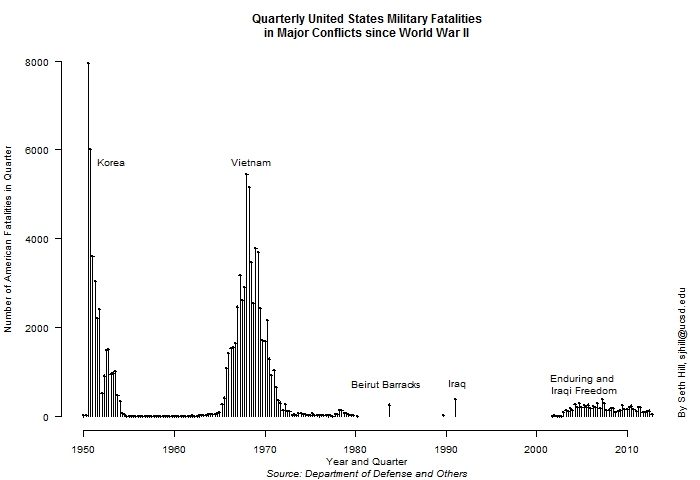 Quarterly United States Military Fatalities
in Major Conflicts since World War II
Number of American Fatalities in Quarter
8000
6000
4000
2000
0
Korea
Vietnam
Beirut Barracks
Iraq
Enduring and
Iraqi Freedom
1950
1960
1970
1980
1990
2000
2010
Year and Quarter
Source: Department of Defense and Others
By Seth Hill, sjhill@ucsd.edu